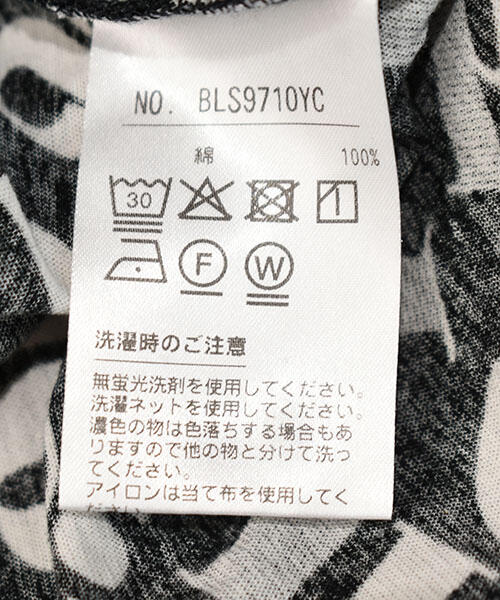 NO. BLS9710YC
綿 100%
30
F W
洗濯時のご注意
無蛍光洗剤を使用してください。
洗濯ネットを使用してください。
濃色の物は色落ちする場合もあ
りますので他の物と分けて洗っ
てください。
アイロンは当て布を使用してく
ださい。